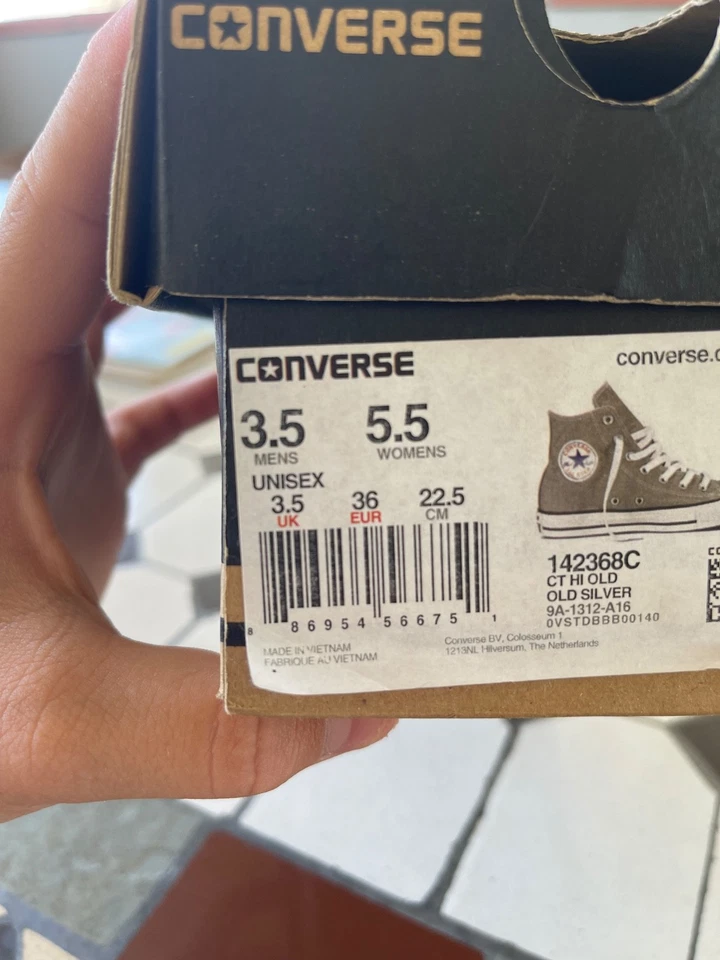 CONVERSE
CONVERSE
converse.c
3.5 5.5
MENS WOMENS
UNISEX
3.5 36 22.5
UK EUR CM
8 86954 56675 1
MADE IN VIETNAM
FABRIQUE AU VIETNAM
142368C
CT HI OLD
OLD SILVER
9A-1312-A16
0VSTDBBB00140
Converse BV, Colosseum 1
1213NL Hilversum, The Netherlands